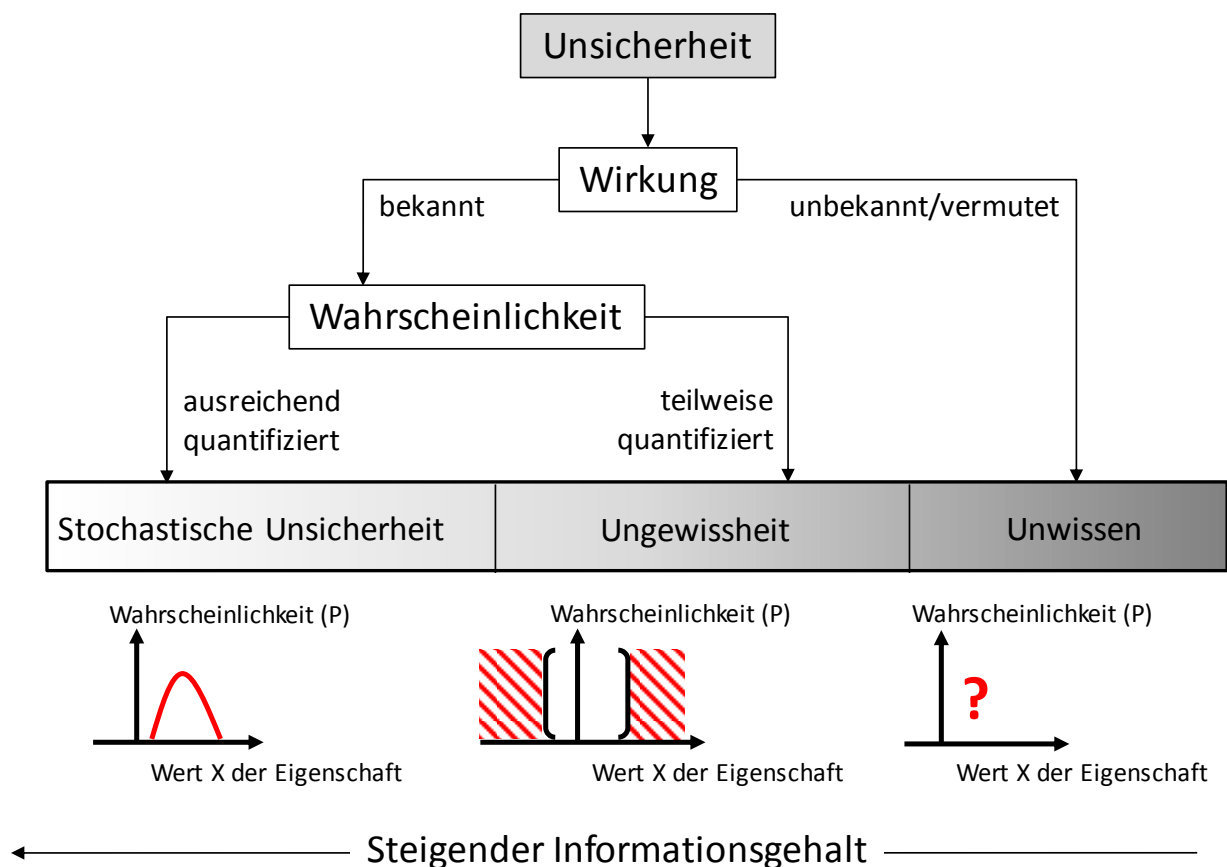 Unsicherheit
Wirkung
bekannt
unbekannt/vermutet
Wahrscheinlichkeit
ausreichend
quantifiziert
teilweise
quantifiziert
Stochastische Unsicherheit
Ungewissheit
Unwissen
Wahrscheinlichkeit (P)
Wert X der Eigenschaft
Wahrscheinlichkeit (P)
Wert X der Eigenschaft
Wahrscheinlichkeit (P)
?
Wert X der Eigenschaft
Steigender Informationsgehalt